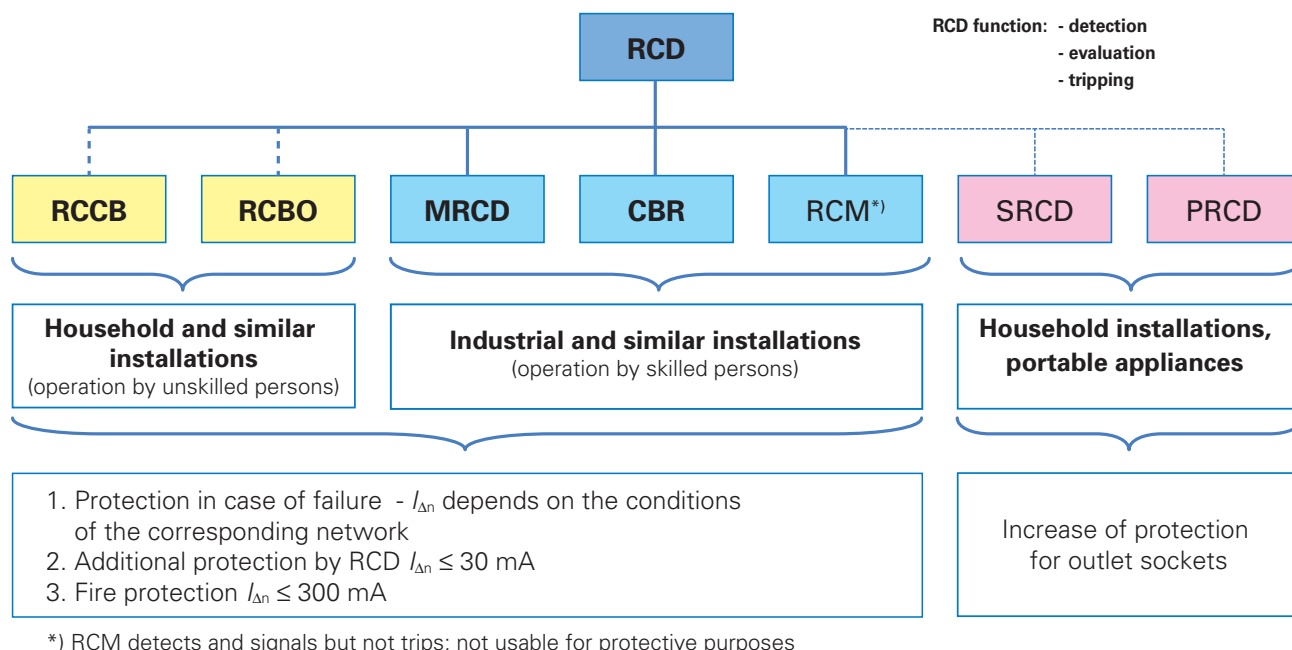 RCD
RCD function: - detection
- evaluation
- tripping
RCCB
RCBO
MRCD
CBR
RCM*)
SRCD
PRCD
Household and similar
installations
(operation by unskilled persons)
Industrial and similar installations
(operation by skilled persons)
Household installations,
portable appliances
1. Protection in case of failure - IΔn depends on the conditions
of the corresponding network
2. Additional protection by RCD IΔn ≤ 30 mA
3. Fire protection IΔn ≤ 300 mA
Increase of protection
for outlet sockets
*) RCM detects and signals but not trips; not usable for protective purposes